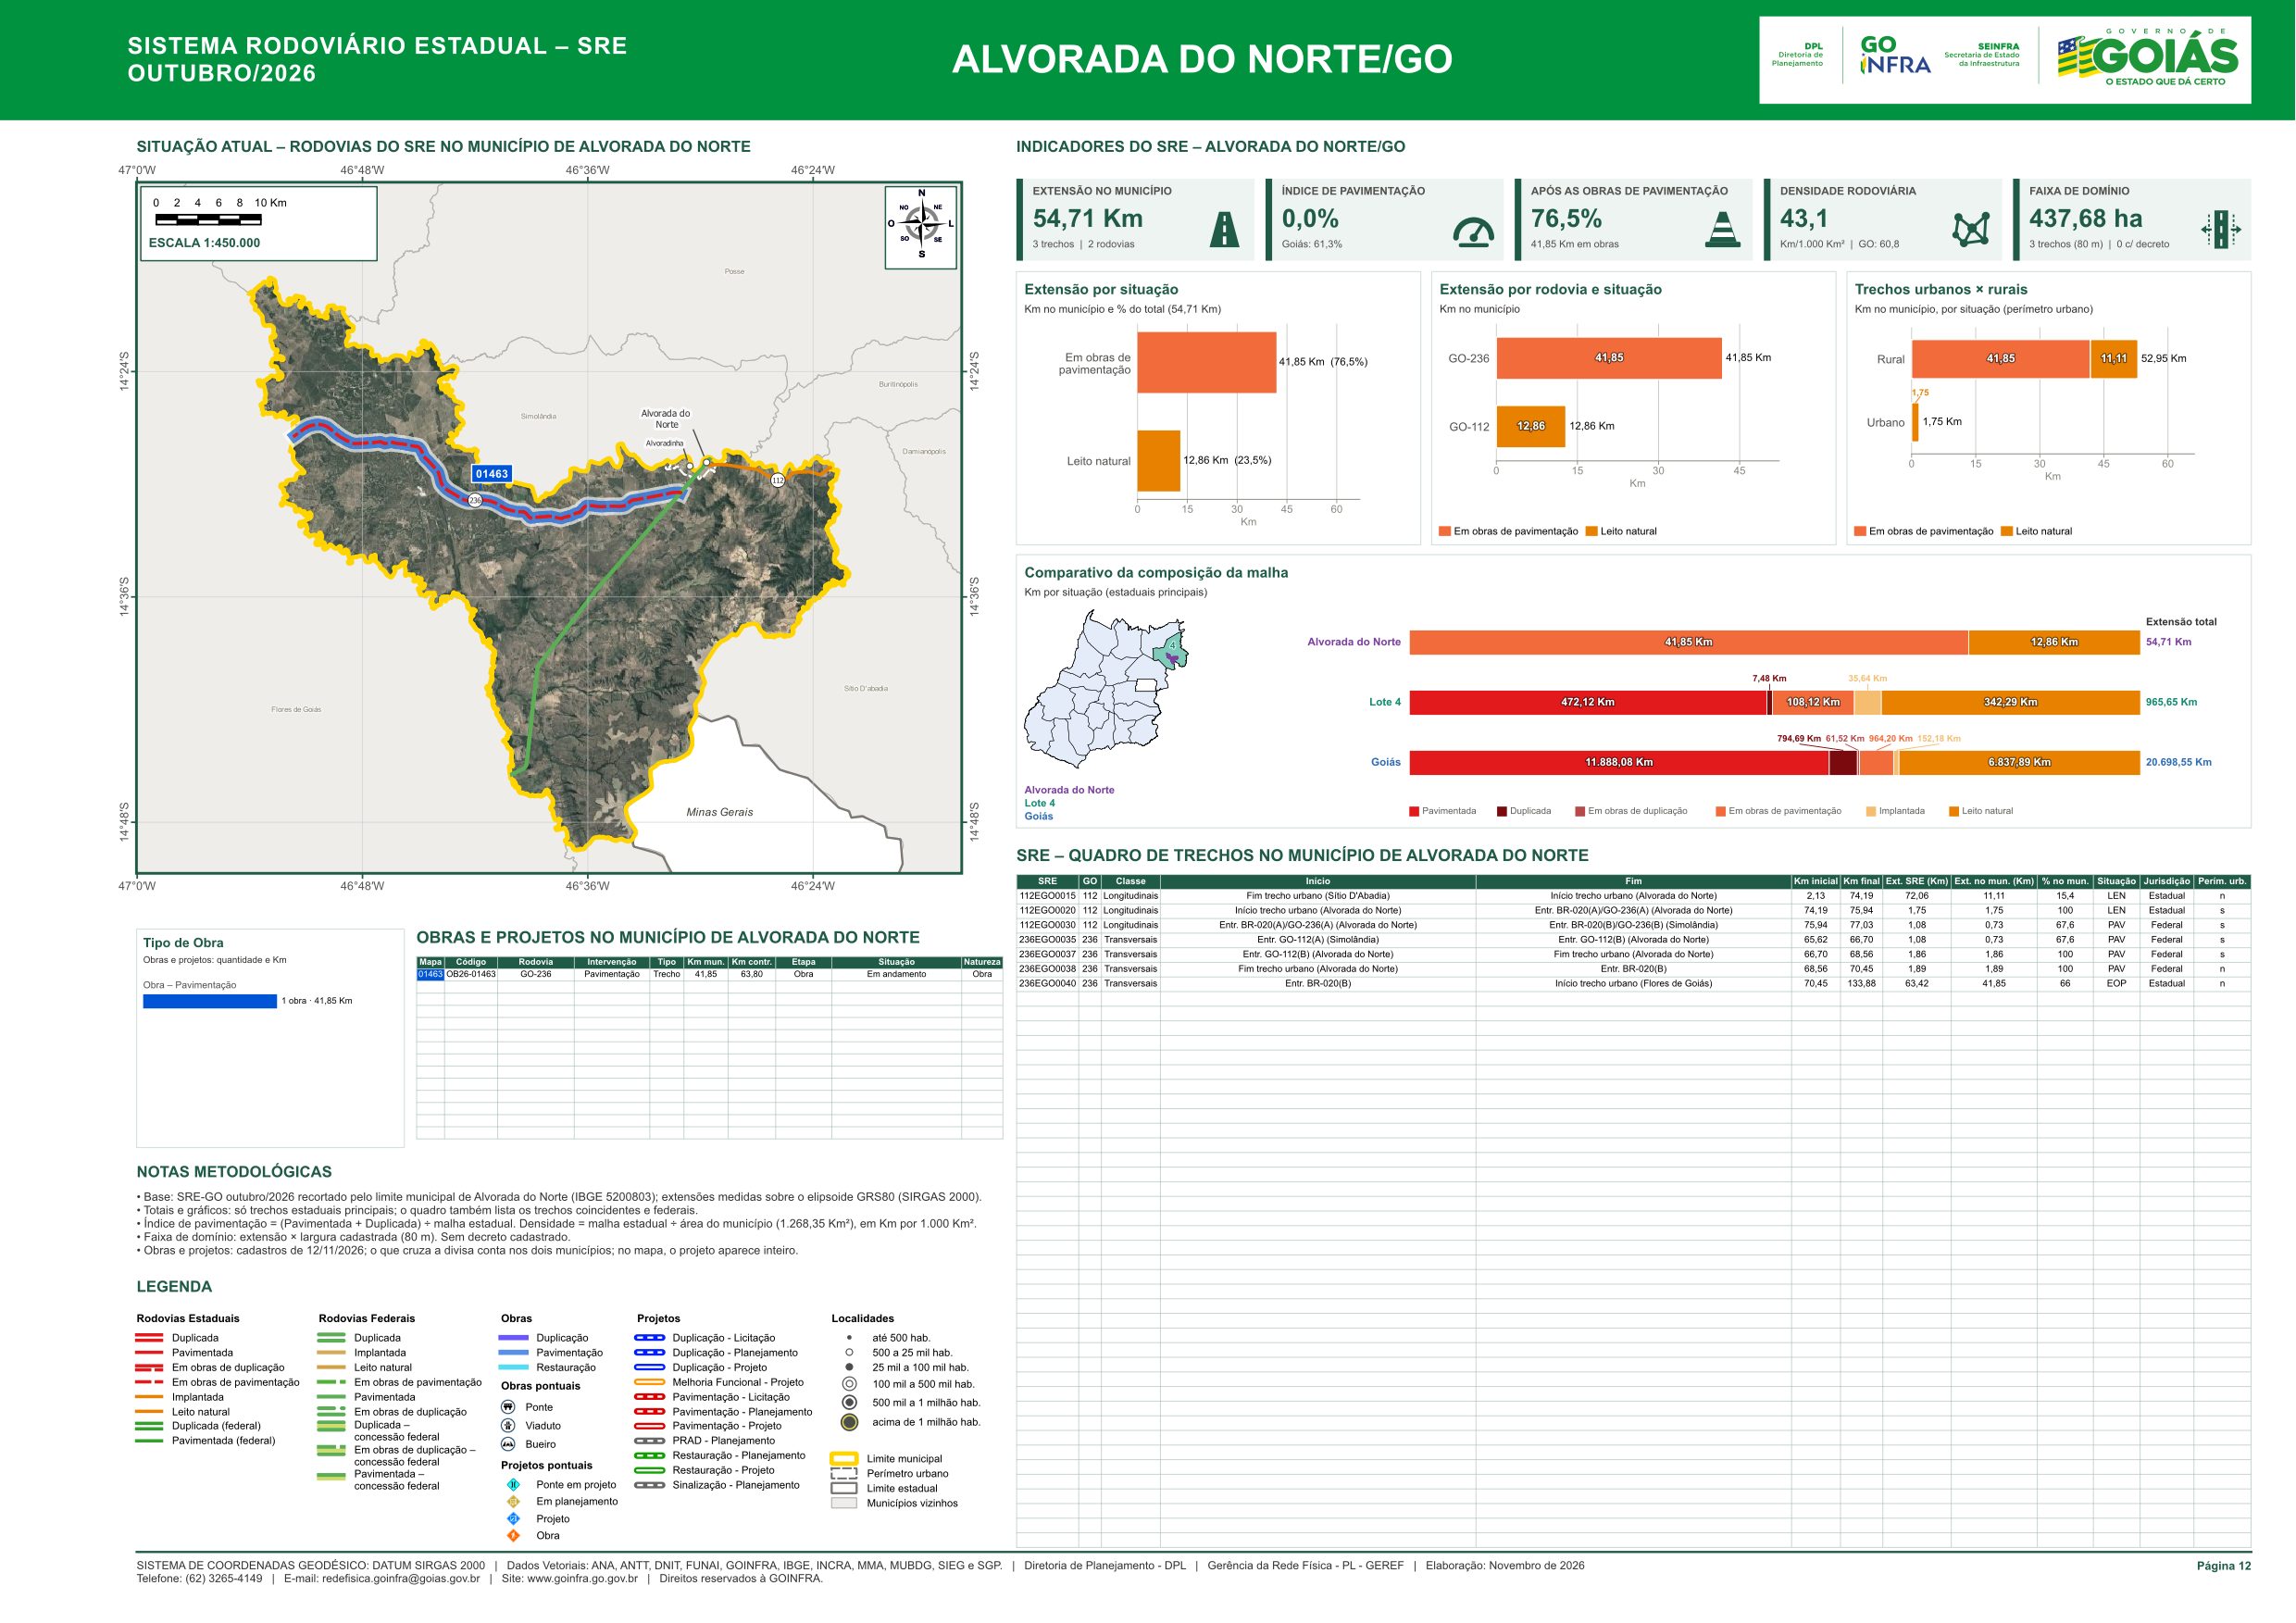 SISTEMA RODOVIÁRIO ESTADUAL – SRE
OUTUBRO/2026
ALVORADA DO NORTE/GO
DPL
Diretoria de
Planejamento
GO
iNFRA
SEINFRA
Secretaria de Estado
da Infraestrutura
GOVERNO DE
GOIÁS
O ESTADO QUE DÁ CERTO
SITUAÇÃO ATUAL – RODOVIAS DO SRE NO MUNICÍPIO DE ALVORADA DO NORTE
47°0'W 46°48'W 46°36'W 46°24'W
0 2 4 6 8 10 Km
ESCALA 1:450.000
N
NO NE
O L
SO SE
S
Posse
14°24'S 14°24'S
Buritinópolis
Simolândia
Alvorada do
Norte
Alvoradinha
Damianópolis
01463
112
236
14°36'S 14°36'S
Sítio D'abadia
Flores de Goiás
Minas Gerais
14°48'S 14°48'S
47°0'W 46°48'W 46°36'W 46°24'W
INDICADORES DO SRE – ALVORADA DO NORTE/GO
EXTENSÃO NO MUNICÍPIO
54,71 Km
3 trechos | 2 rodovias
ÍNDICE DE PAVIMENTAÇÃO
0,0%
Goiás: 61,3%
APÓS AS OBRAS DE PAVIMENTAÇÃO
76,5%
41,85 Km em obras
DENSIDADE RODOVIÁRIA
43,1
Km/1.000 Km² | GO: 60,8
FAIXA DE DOMÍNIO
437,68 ha
3 trechos (80 m) | 0 c/ decreto
Extensão por situação
Km no município e % do total (54,71 Km)
Em obras de
pavimentação
41,85 Km (76,5%)
Leito natural
12,86 Km (23,5%)
0 15 30 45 60
Km
Extensão por rodovia e situação
Km no município
GO-236 41,85 41,85 Km
GO-112 12,86 12,86 Km
0 15 30 45
Km
Em obras de pavimentação Leito natural
Trechos urbanos × rurais
Km no município, por situação (perímetro urbano)
Rural 41,85 11,11 52,95 Km
1,75
Urbano 1,75 Km
0 15 30 45 60
Km
Em obras de pavimentação Leito natural
Comparativo da composição da malha
Km por situação (estaduais principais)
4
Alvorada do Norte
Lote 4
Goiás
Extensão total
Alvorada do Norte 41,85 Km 12,86 Km 54,71 Km
7,48 Km 35,64 Km
Lote 4 472,12 Km 108,12 Km 342,29 Km 965,65 Km
794,69 Km 61,52 Km 964,20 Km 152,18 Km
Goiás 11.888,08 Km 6.837,89 Km 20.698,55 Km
Pavimentada Duplicada Em obras de duplicação Em obras de pavimentação Implantada Leito natural
SRE – QUADRO DE TRECHOS NO MUNICÍPIO DE ALVORADA DO NORTE
SRE GO Classe Início Fim Km inicial Km final Ext. SRE (Km) Ext. no mun. (Km) % no mun. Situação Jurisdição Perím. urb.
112EGO0015 112 Longitudinais Fim trecho urbano (Sítio D'Abadia) Início trecho urbano (Alvorada do Norte) 2,13 74,19 72,06 11,11 15,4 LEN Estadual n
112EGO0020 112 Longitudinais Início trecho urbano (Alvorada do Norte) Entr. BR-020(A)/GO-236(A) (Alvorada do Norte) 74,19 75,94 1,75 1,75 100 LEN Estadual s
112EGO0030 112 Longitudinais Entr. BR-020(A)/GO-236(A) (Alvorada do Norte) Entr. BR-020(B)/GO-236(B) (Simolândia) 75,94 77,03 1,08 0,73 67,6 PAV Federal s
236EGO0035 236 Transversais Entr. GO-112(A) (Simolândia) Entr. GO-112(B) (Alvorada do Norte) 65,62 66,70 1,08 0,73 67,6 PAV Federal s
236EGO0037 236 Transversais Entr. GO-112(B) (Alvorada do Norte) Fim trecho urbano (Alvorada do Norte) 66,70 68,56 1,86 1,86 100 PAV Federal s
236EGO0038 236 Transversais Fim trecho urbano (Alvorada do Norte) Entr. BR-020(B) 68,56 70,45 1,89 1,89 100 PAV Federal n
236EGO0040 236 Transversais Entr. BR-020(B) Início trecho urbano (Flores de Goiás) 70,45 133,88 63,42 41,85 66 EOP Estadual n
Tipo de Obra
Obras e projetos: quantidade e Km
Obra – Pavimentação
1 obra · 41,85 Km
OBRAS E PROJETOS NO MUNICÍPIO DE ALVORADA DO NORTE
Mapa Código Rodovia Intervenção Tipo Km mun. Km contr. Etapa Situação Natureza
01463 OB26-01463 GO-236 Pavimentação Trecho 41,85 63,80 Obra Em andamento Obra
NOTAS METODOLÓGICAS
• Base: SRE-GO outubro/2026 recortado pelo limite municipal de Alvorada do Norte (IBGE 5200803); extensões medidas sobre o elipsoide GRS80 (SIRGAS 2000).
• Totais e gráficos: só trechos estaduais principais; o quadro também lista os trechos coincidentes e federais.
• Índice de pavimentação = (Pavimentada + Duplicada) ÷ malha estadual. Densidade = malha estadual ÷ área do município (1.268,35 Km²), em Km por 1.000 Km².
• Faixa de domínio: extensão × largura cadastrada (80 m). Sem decreto cadastrado.
• Obras e projetos: cadastros de 12/11/2026; o que cruza a divisa conta nos dois municípios; no mapa, o projeto aparece inteiro.
LEGENDA
Rodovias Estaduais
Duplicada
Pavimentada
Em obras de duplicação
Em obras de pavimentação
Implantada
Leito natural
Duplicada (federal)
Pavimentada (federal)
Rodovias Federais
Duplicada
Implantada
Leito natural
Em obras de pavimentação
Pavimentada
Em obras de duplicação
Duplicada –
concessão federal
Em obras de duplicação –
concessão federal
Pavimentada –
concessão federal
Obras
Duplicação
Pavimentação
Restauração
Obras pontuais
Ponte
Viaduto
Bueiro
Projetos pontuais
Ponte em projeto
Em planejamento
Projeto
Obra
Projetos
Duplicação - Licitação
Duplicação - Planejamento
Duplicação - Projeto
Melhoria Funcional - Projeto
Pavimentação - Licitação
Pavimentação - Planejamento
Pavimentação - Projeto
PRAD - Planejamento
Restauração - Planejamento
Restauração - Projeto
Sinalização - Planejamento
Localidades
até 500 hab.
500 a 25 mil hab.
25 mil a 100 mil hab.
100 mil a 500 mil hab.
500 mil a 1 milhão hab.
acima de 1 milhão hab.
Limite municipal
Perímetro urbano
Limite estadual
Municípios vizinhos
SISTEMA DE COORDENADAS GEODÉSICO: DATUM SIRGAS 2000 | Dados Vetoriais: ANA, ANTT, DNIT, FUNAI, GOINFRA, IBGE, INCRA, MMA, MUBDG, SIEG e SGP. | Diretoria de Planejamento - DPL | Gerência da Rede Física - PL - GEREF | Elaboração: Novembro de 2026
Telefone: (62) 3265-4149 | E-mail: redefisica.goinfra@goias.gov.br | Site: www.goinfra.go.gov.br | Direitos reservados à GOINFRA.
Página 12